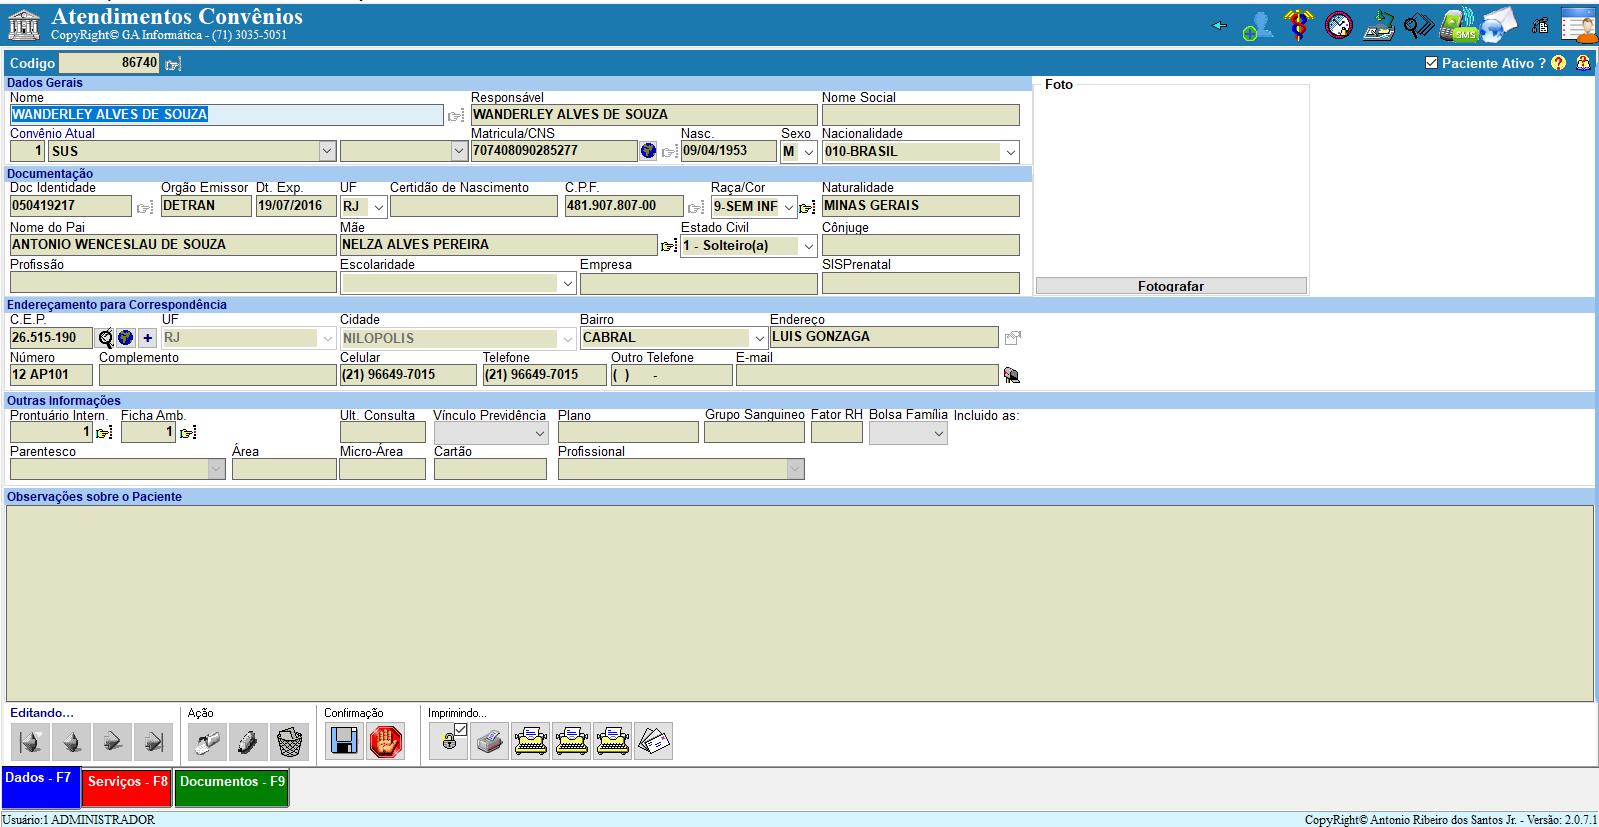 Atendimentos Convênios
CopyRight© GA Informática - (71) 3035-5051
SMS
Codigo 86740 Paciente Ativo ?
Dados Gerais
Foto
Nome Responsável Nome Social
WANDERLEY ALVES DE SOUZA WANDERLEY ALVES DE SOUZA
Convênio Atual Matricula/CNS Nasc. Sexo Nacionalidade
1 SUS 707408090285277 09/04/1953 M 010-BRASIL
Documentação
Doc Identidade Orgão Emissor Dt. Exp. UF Certidão de Nascimento C.P.F. Raça/Cor Naturalidade
050419217 DETRAN 19/07/2016 RJ 481.907.807-00 9-SEM INF MINAS GERAIS
Nome do Pai Mãe Estado Civil Cônjuge
ANTONIO WENCESLAU DE SOUZA NELZA ALVES PEREIRA 1 - Solteiro(a)
Profissão Escolaridade Empresa SISPrenatal
Fotografar
Endereçamento para Correspondência
C.E.P. UF Cidade Bairro Endereço
26.515-190 + RJ NILOPOLIS CABRAL LUIS GONZAGA
Número Complemento Celular Telefone Outro Telefone E-mail
12 AP101 (21) 96649-7015 (21) 96649-7015 ( ) -
Outras Informações
Prontuário Intern. Ficha Amb. Ult. Consulta Vínculo Previdência Plano Grupo Sanguineo Fator RH Bolsa Família Incluido as:
1 1
Parentesco Área Micro-Área Cartão Profissional
Observações sobre o Paciente
Editando... Ação Confirmação Imprimindo...
Dados - F7 Serviços - F8 Documentos - F9
Usuário:1 ADMINISTRADOR CopyRight© Antonio Ribeiro dos Santos Jr. - Versão: 2.0.7.1